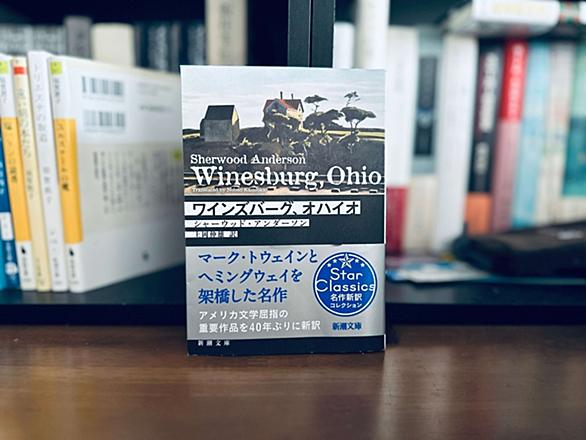 Sherwood Anderson
Winesburg, Ohio
ワインズバーグ、オハイオ
シャーウッド・アンダーソン
上岡伸雄 訳
マーク・トウェインと
ヘミングウェイを
架橋した名作
アメリカ文学屈指の
重要作品を40年ぶりに新訳
Star
Classics
名作新訳
コレクション
新潮文庫
新潮文庫